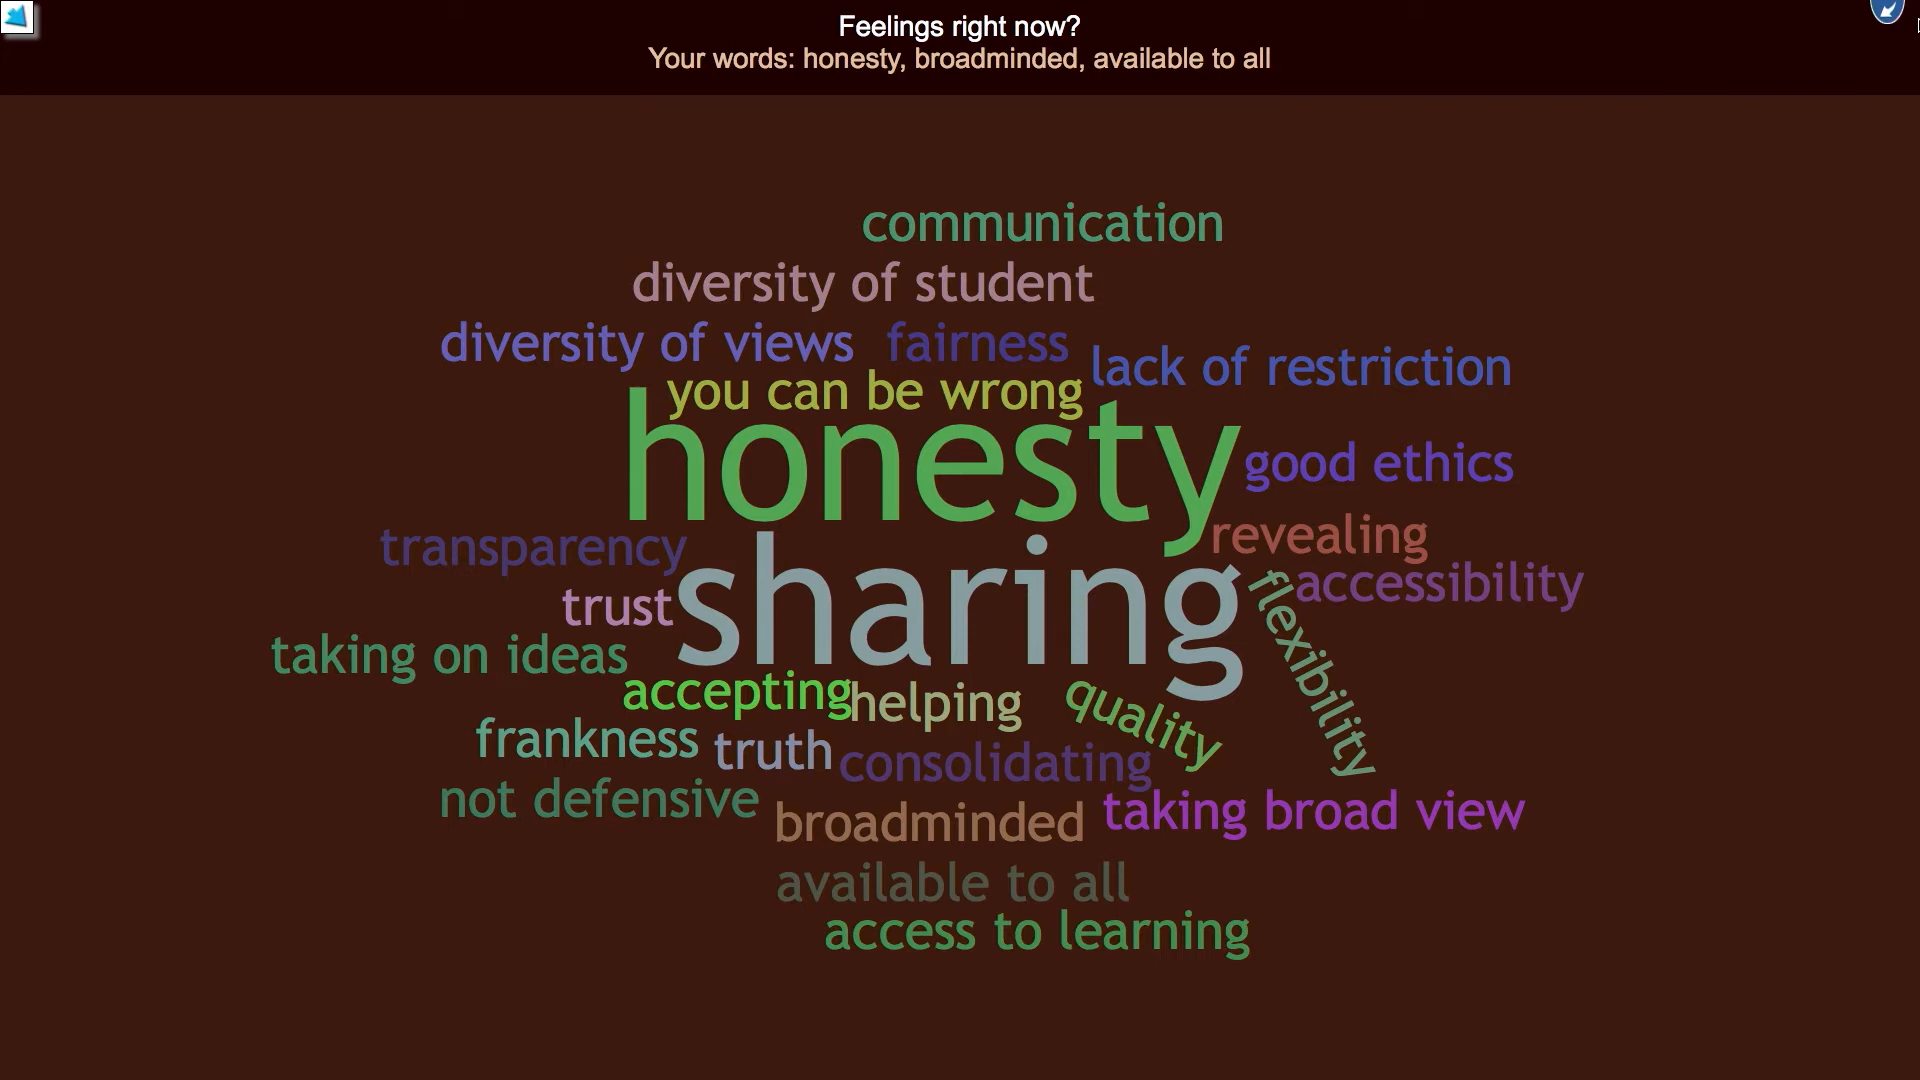 Feelings right now?
Your words: honesty, broadminded, available to all
communication
diversity of student
diversity of views
fairness
lack of restriction
you can be wrong
honesty
good ethics
transparency
revealing
sharing
accessibility
trust
flexibility
taking on ideas
accepting
helping
quality
frankness
truth
consolidating
not defensive
broadminded
taking broad view
available to all
access to learning